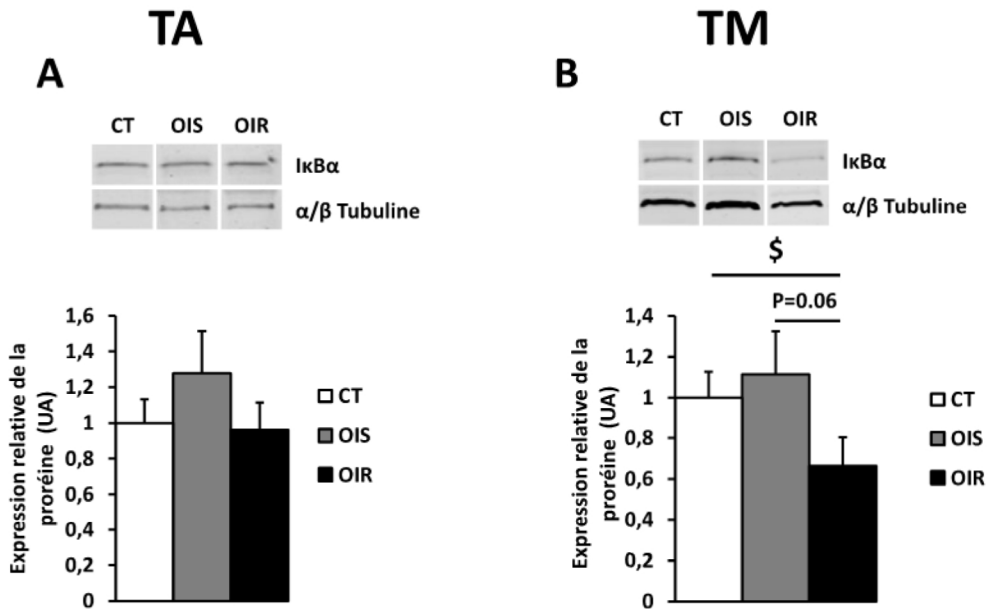 TA
A
CT OIS OIR
IκBα
α/β Tubuline
Expression relative de la
proréine (UA)
1,6
1,4
1,2
1
0,8
0,6
0,4
0,2
0
CT
OIS
OIR
TM
B
CT OIS OIR
IκBα
α/β Tubuline
$
P=0.06
Expression relative de la
proréine (UA)
1,4
1,2
1
0,8
0,6
0,4
0,2
0
CT
OIS
OIR